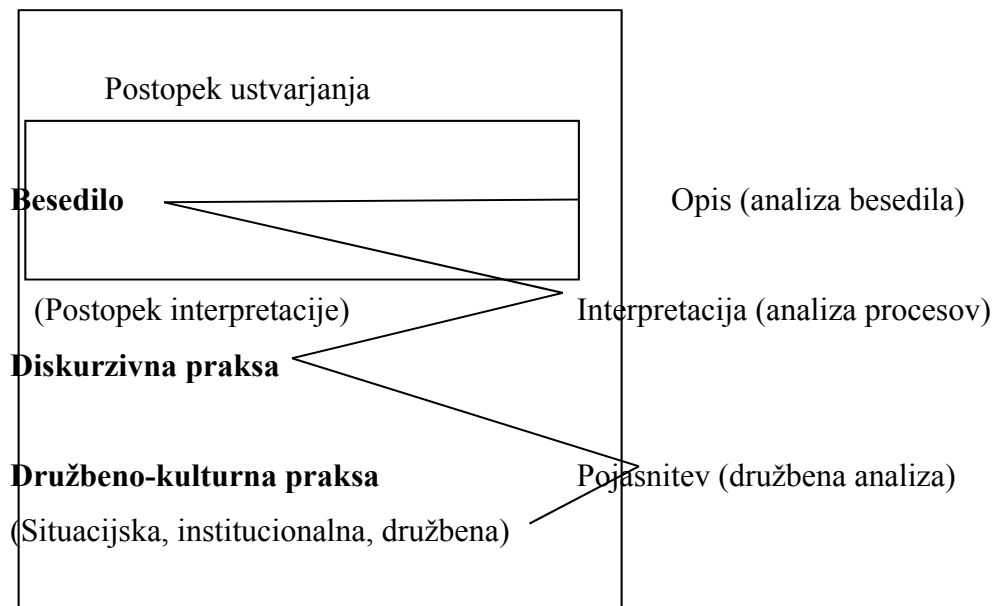 Postopek ustvarjanja
Besedilo
Opis (analiza besedila)
(Postopek interpretacije)
Interpretacija (analiza procesov)
Diskurzivna praksa
Družbeno-kulturna praksa
Pojasnitev (družbena analiza)
(Situacijska, institucionalna, družbena)